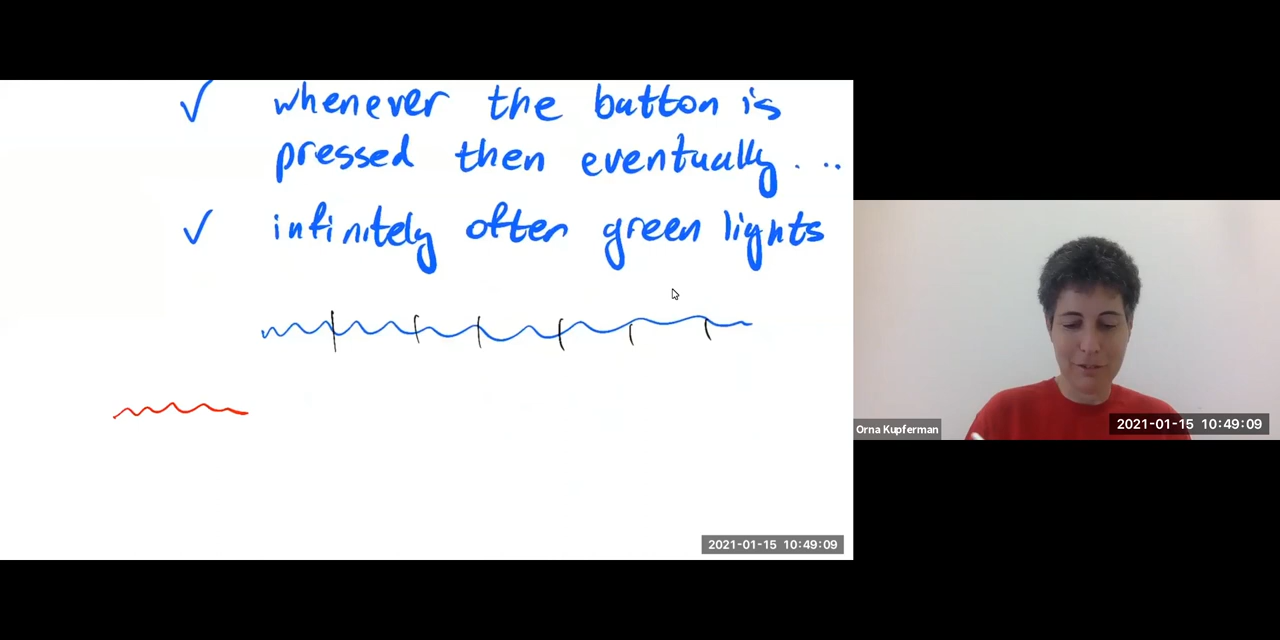 ✓ whenever the button is
pressed then eventually...
✓ infinitely often green lights
Orna Kupferman
2021-01-15 10:49:09
2021-01-15 10:49:09